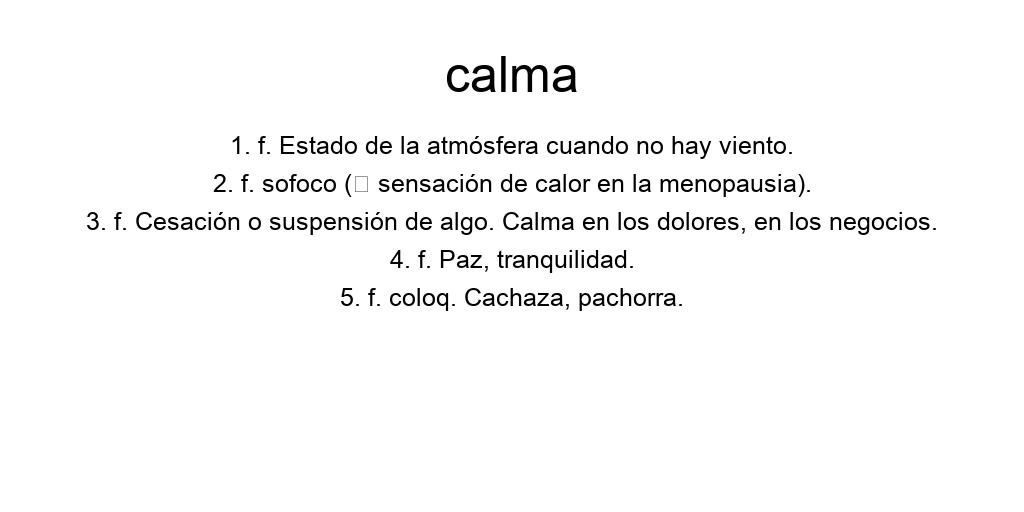 calma
1. f. Estado de la atmósfera cuando no hay viento.
2. f. sofoco (□ sensación de calor en la menopausia).
3. f. Cesación o suspensión de algo. Calma en los dolores, en los negocios.
4. f. Paz, tranquilidad.
5. f. coloq. Cachaza, pachorra.